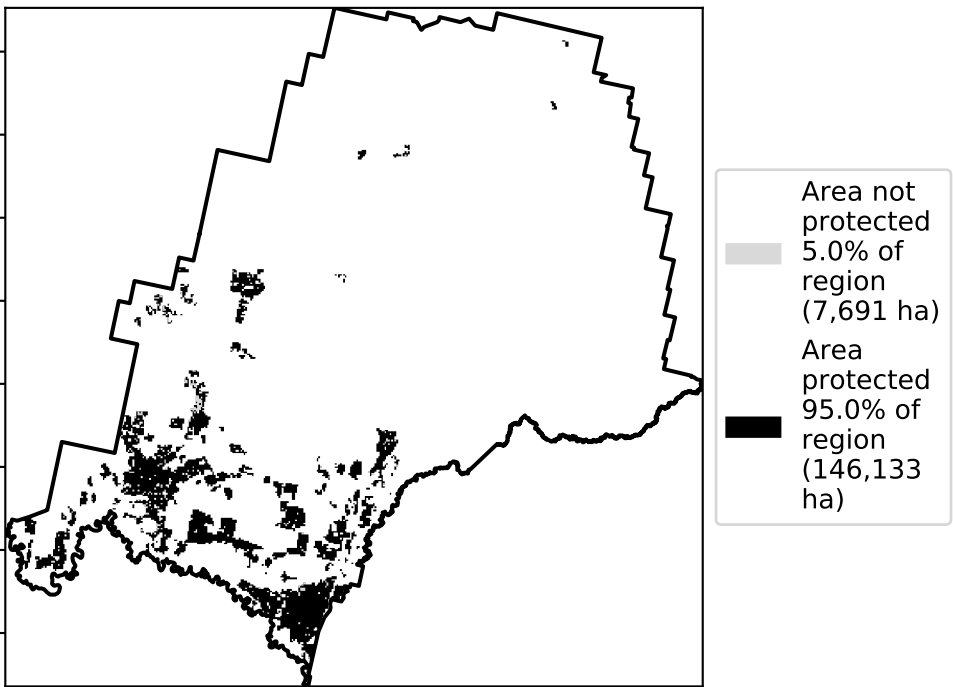 Area not
protected
5.0% of
region
(7,691 ha)
Area
protected
95.0% of
region
(146,133
ha)